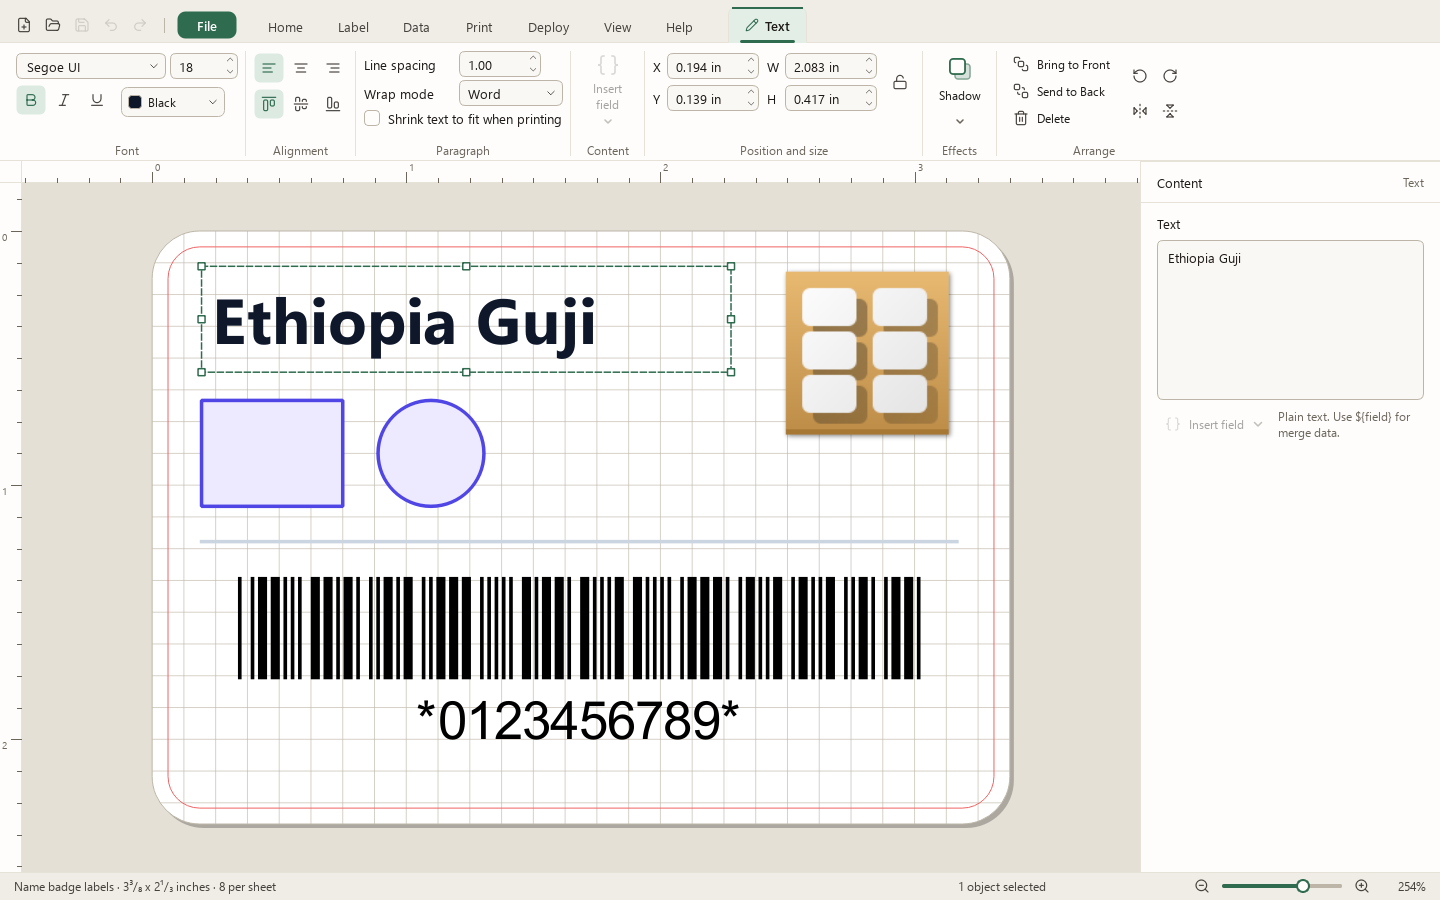 File
Home
Label
Data
Print
Deploy
View
Help
Text
Segoe UI
18
B
I
U
Black
Font
Alignment
Line spacing
1.00
Wrap mode
Word
Shrink text to fit when printing
Paragraph
Insert
field
Content
X
0.194 in
W
2.083 in
Y
0.139 in
H
0.417 in
Position and size
Shadow
Effects
Bring to Front
Send to Back
Delete
Arrange
0
1
2
3
0
1
2
Ethiopia Guji
*0123456789*
Content
Text
Text
Ethiopia Guji
Insert field
Plain text. Use ${field} for
merge data.
Name badge labels · 3³/₈ x 2¹/₃ inches · 8 per sheet
1 object selected
254%